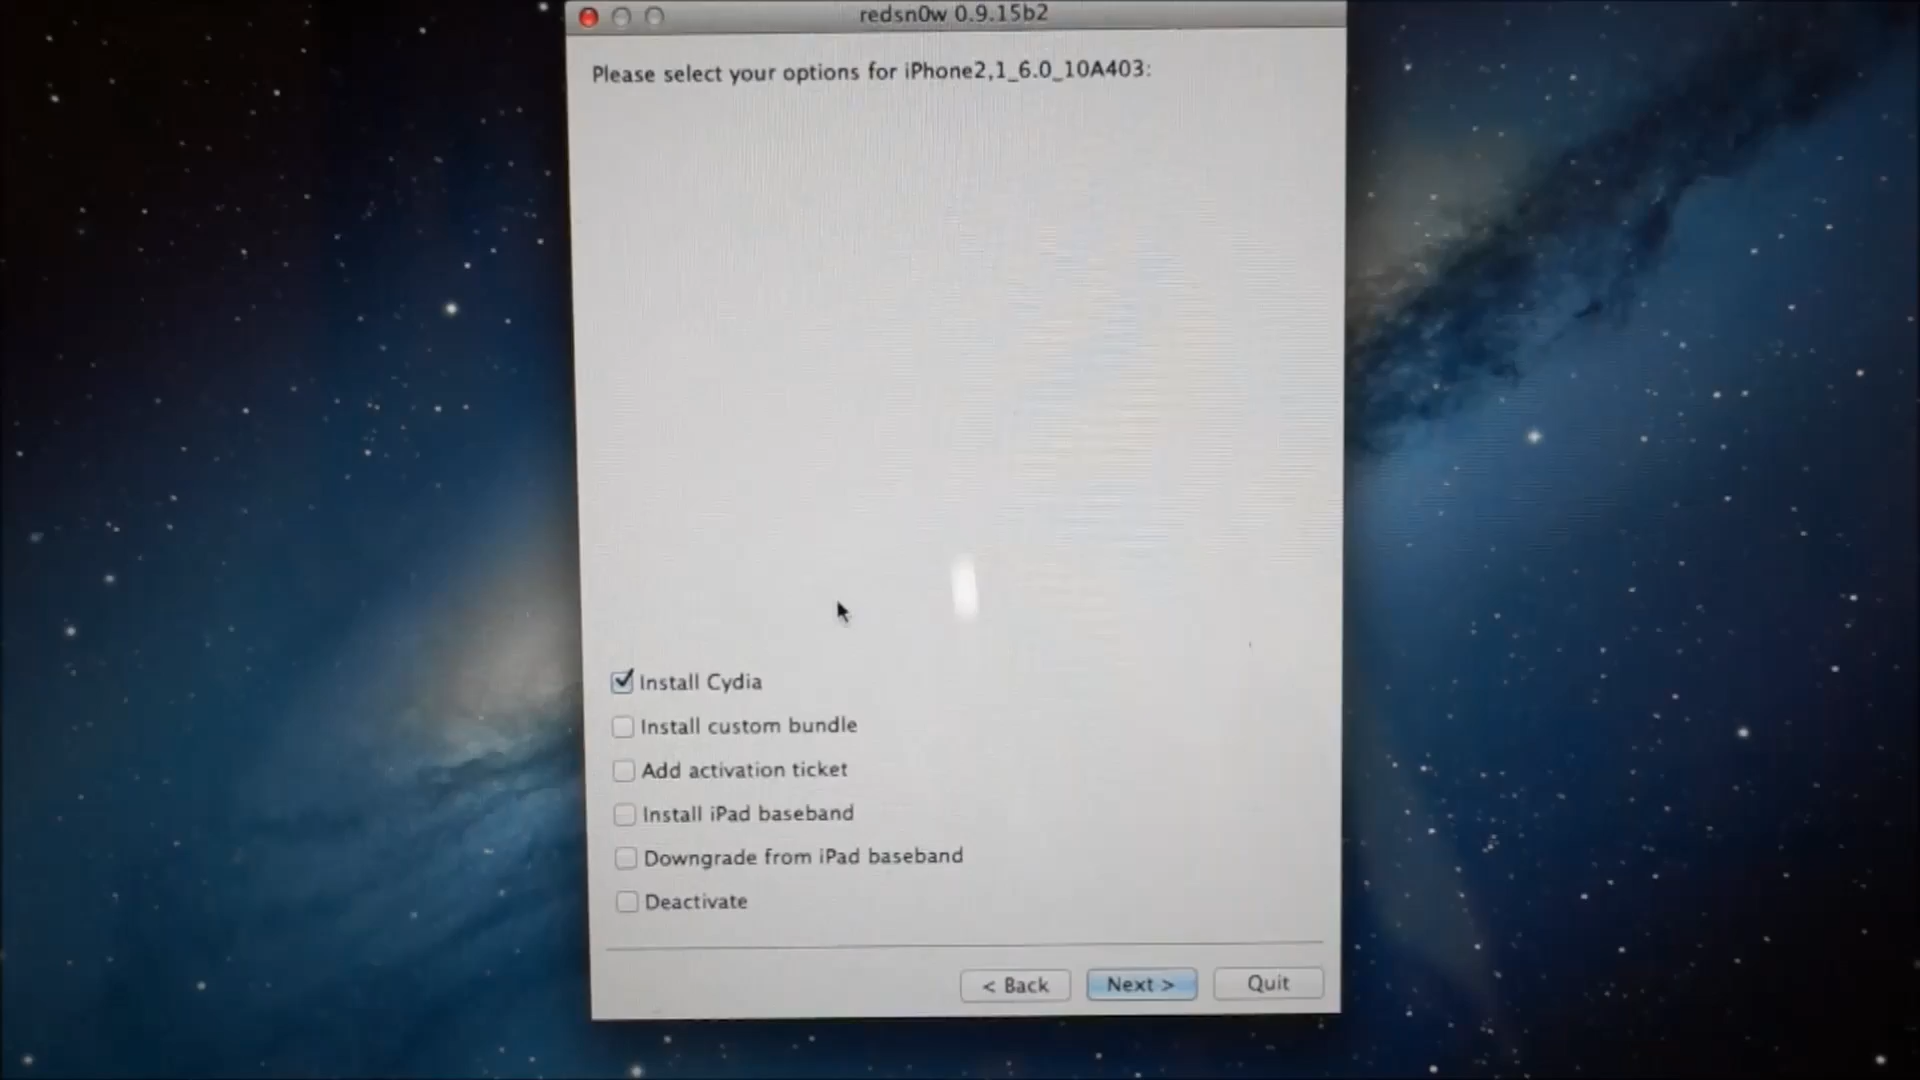 redsn0w 0.9.15b2
Please select your options for iPhone2,1_6.0_10A403:
Install Cydia
Install custom bundle
Add activation ticket
Install iPad baseband
Downgrade from iPad baseband
Deactivate
< Back
Next >
Quit